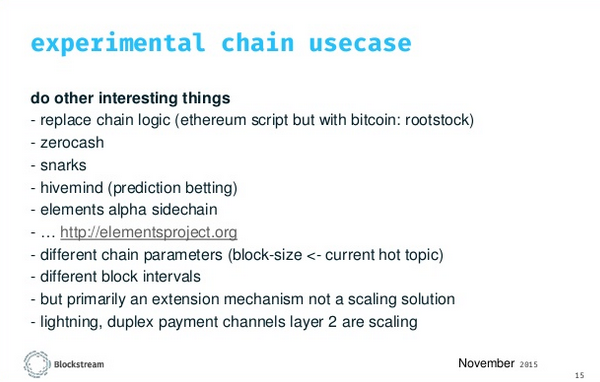 experimental chain usecase
do other interesting things
- replace chain logic (ethereum script but with bitcoin: rootstock)
- zerocash
- snarks
- hivemind (prediction betting)
- elements alpha sidechain
- … http://elementsproject.org
- different chain parameters (block-size <- current hot topic)
- different block intervals
- but primarily an extension mechanism not a scaling solution
- lightning, duplex payment channels layer 2 are scaling
Blockstream
November 2015
15